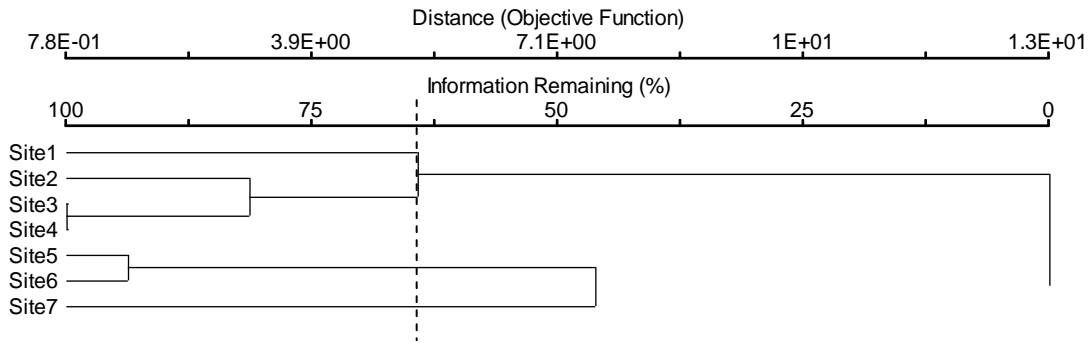 Distance (Objective Function)
7.8E-01 3.9E+00 7.1E+00 1E+01 1.3E+01
Information Remaining (%)
100 75 50 25 0
Site1
Site2
Site3
Site4
Site5
Site6
Site7